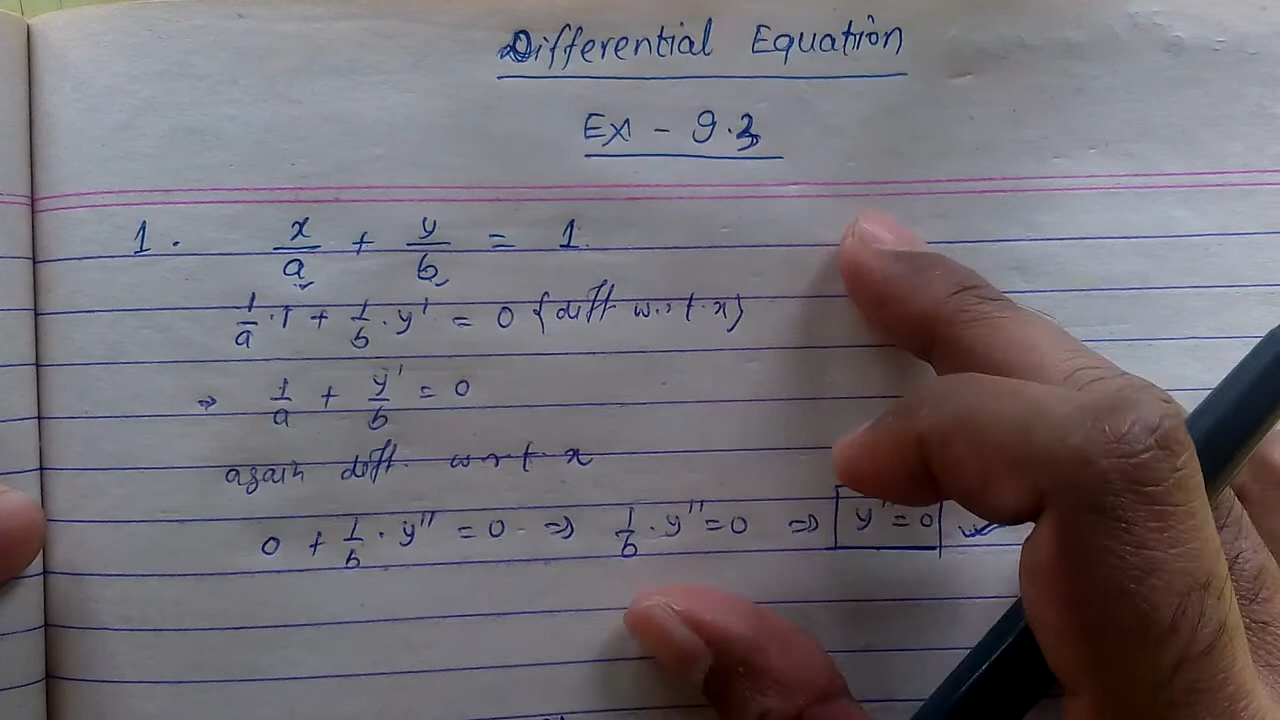 Differential Equation
Ex - 9.3
1. x/a + y/b = 1.
1/a · 1 + 1/b · y' = 0 {diff w.r.t. x}
⇒ 1/a + y'/b = 0
again diff. w.r.t. x
0 + 1/b · y'' = 0 ⇒ 1/b · y'' = 0 ⇒ y' = 0